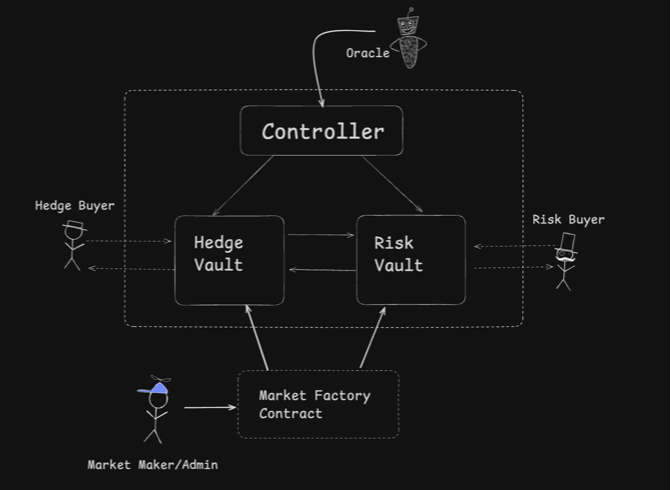 Oracle
Controller
Hedge Buyer
Risk Buyer
Hedge
Vault
Risk
Vault
Market Factory
Contract
Market Maker/Admin